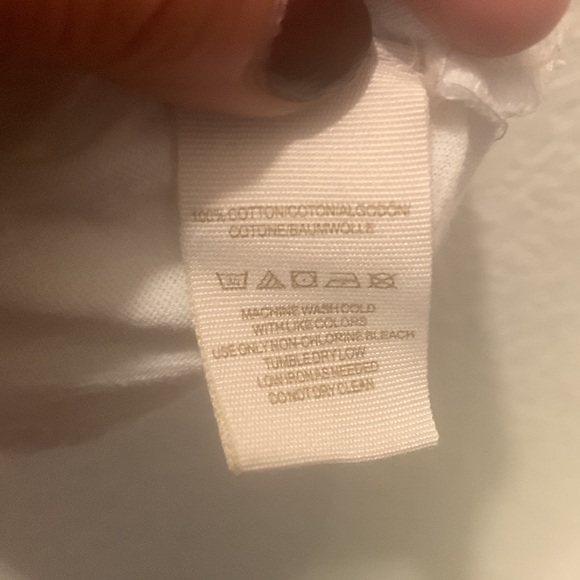 100% COTTON/COTON/ALGODÓN/
COTONE/BAUMWOLLE
MACHINE WASH COLD
WITH LIKE COLORS
USE ONLY NON-CHLORINE BLEACH
TUMBLE DRY LOW
LOW IRON AS NEEDED
DO NOT DRY CLEAN